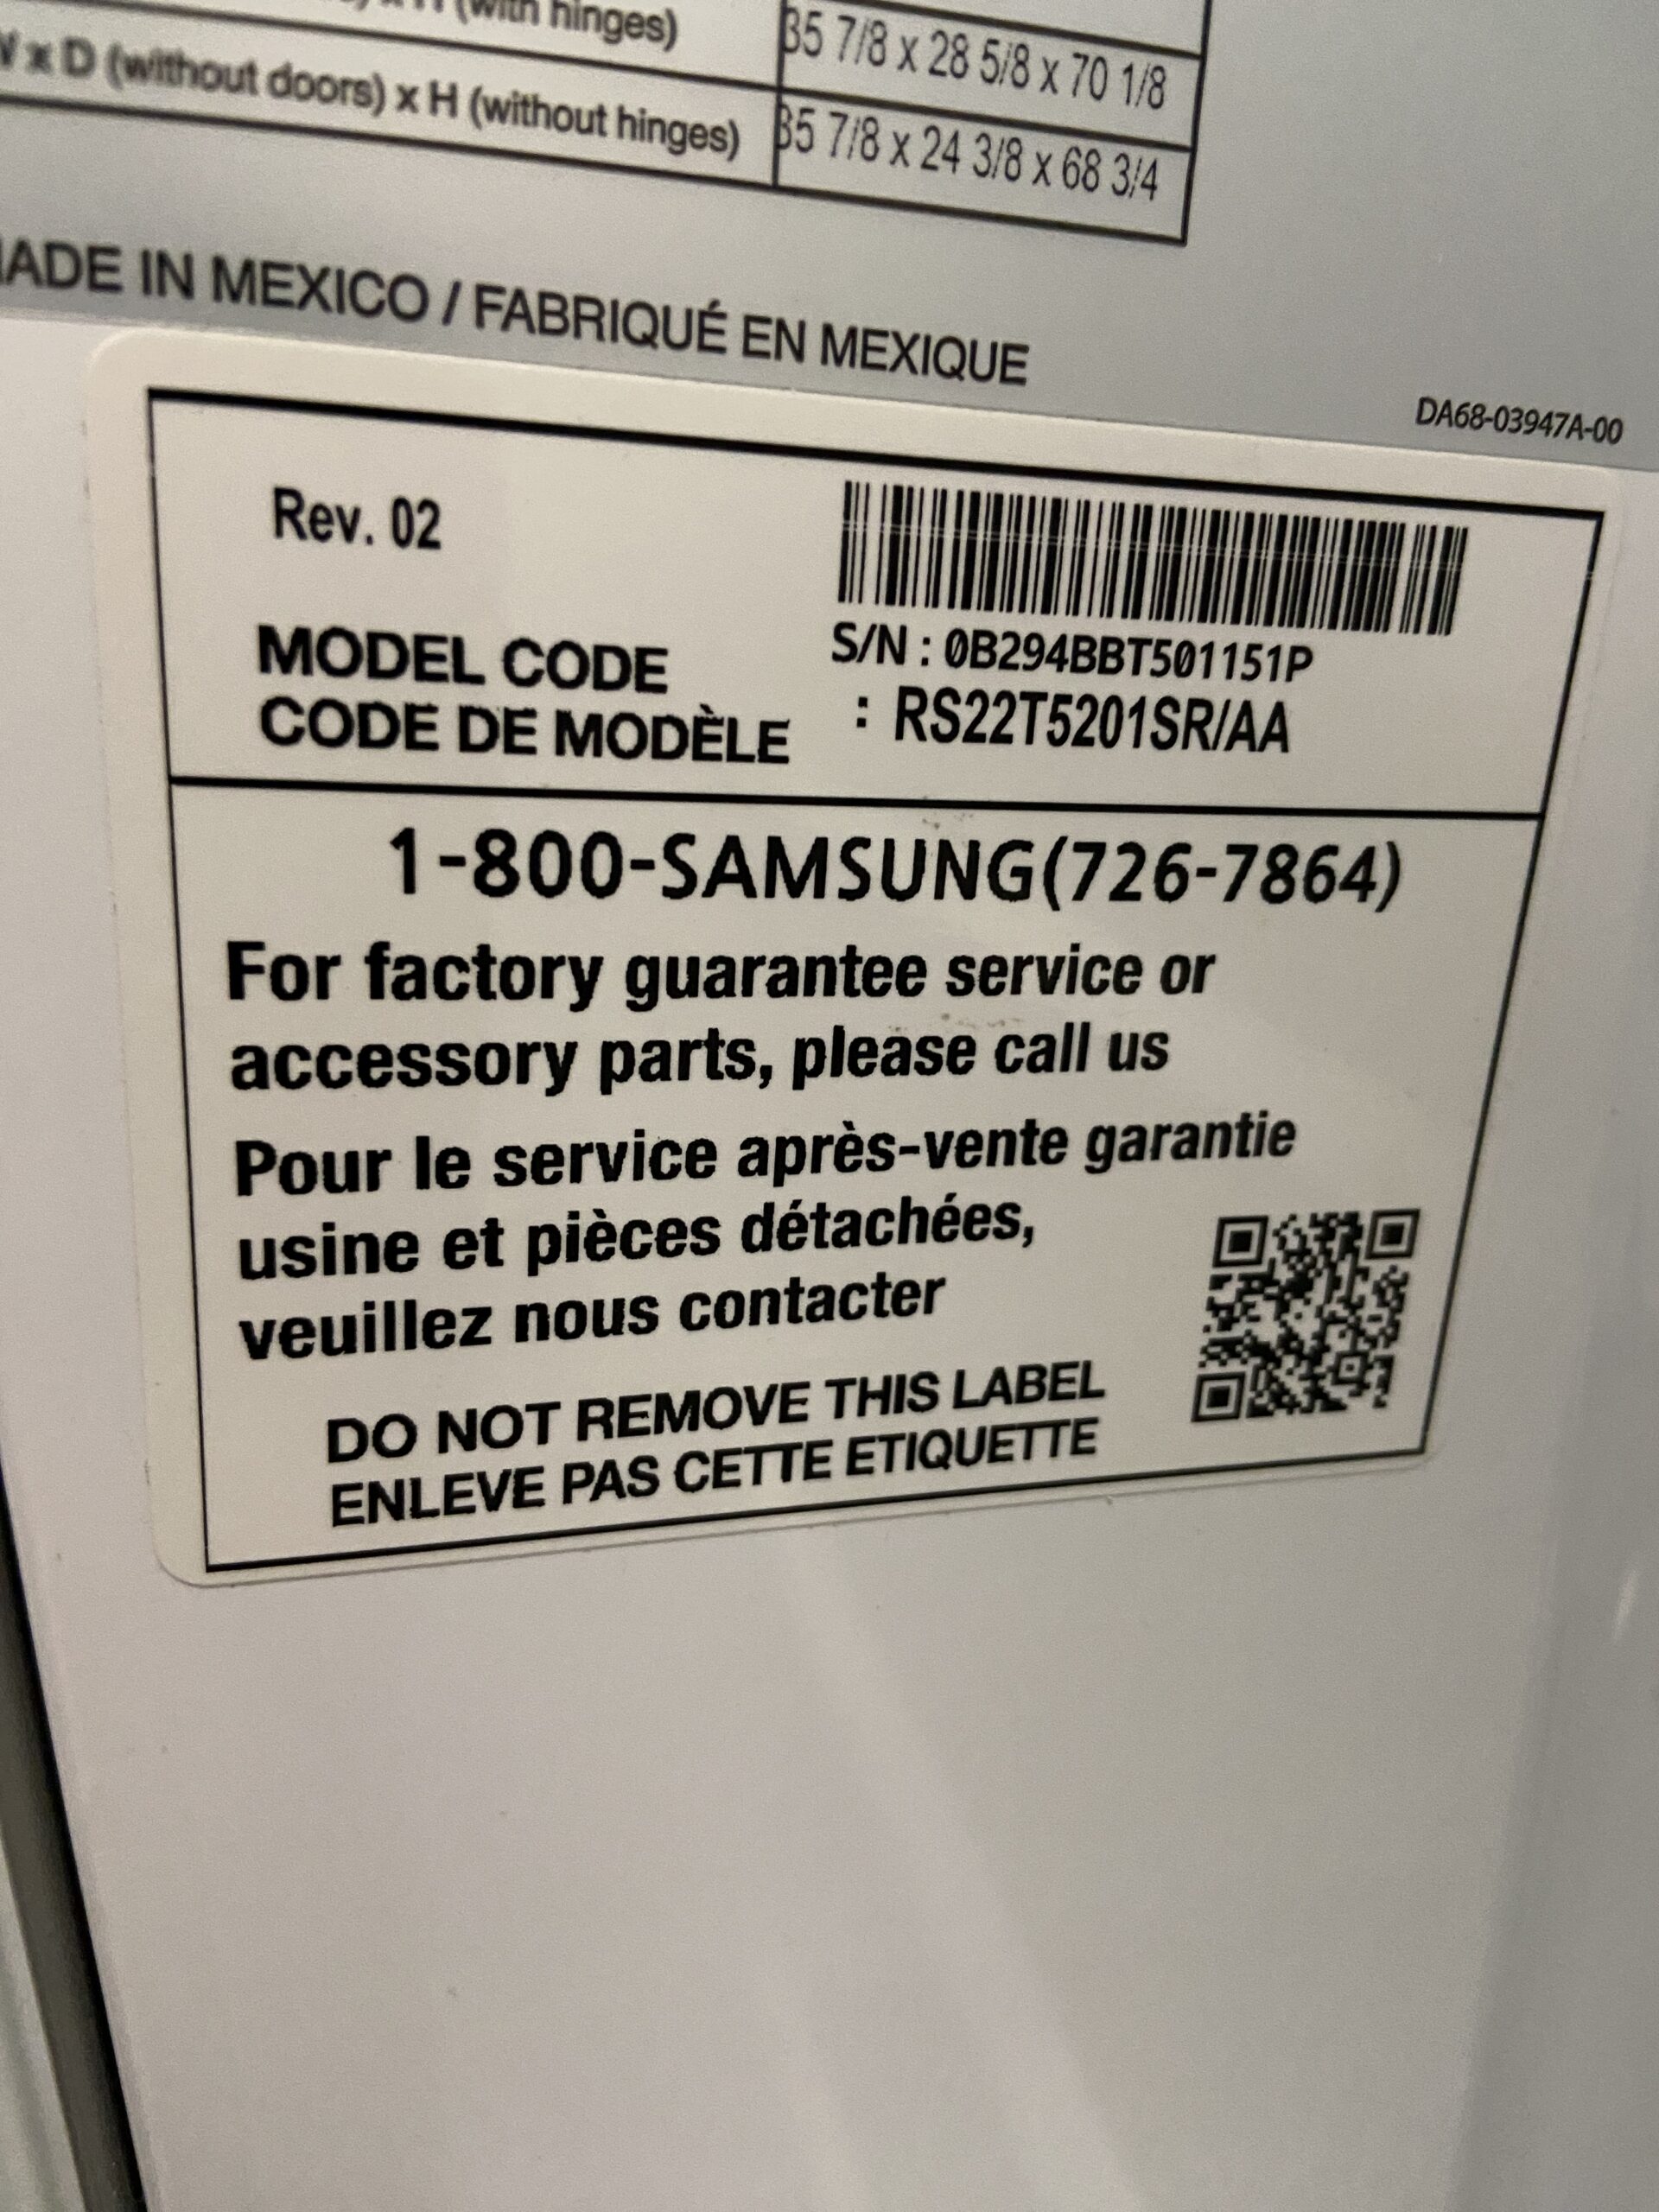 (with hinges)
35 7/8 x 28 5/8 x 70 1/8
x D (without doors) x H (without hinges)
35 7/8 x 24 3/8 x 68 3/4
MADE IN MEXICO / FABRIQUÉ EN MEXIQUE
DA68-03947A-00
Rev. 02
S/N : 0B294BBT501151P
MODEL CODE
CODE DE MODÈLE : RS22T5201SR/AA
1-800-SAMSUNG(726-7864)
For factory guarantee service or
accessory parts, please call us
Pour le service après-vente garantie
usine et pièces détachées,
veuillez nous contacter
DO NOT REMOVE THIS LABEL
ENLEVE PAS CETTE ETIQUETTE